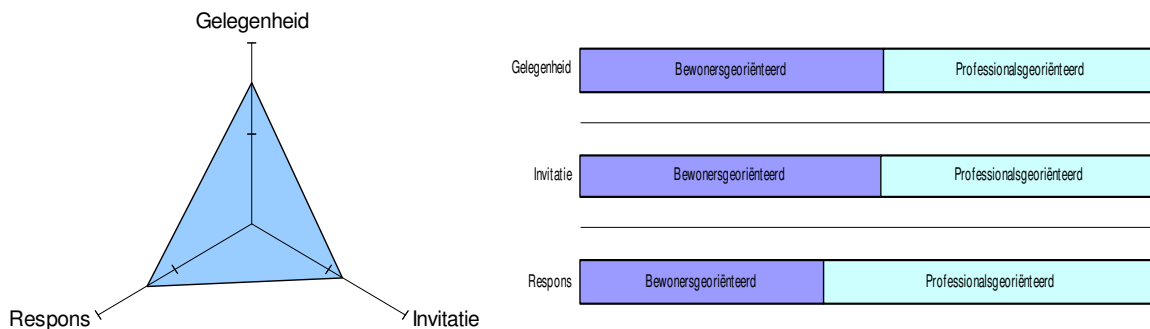 Gelegenheid
Respons
Invitatie
Gelegenheid Bewonersgeoriënteerd Professionalsgeoriënteerd
Invitatie Bewonersgeoriënteerd Professionalsgeoriënteerd
Respons Bewonersgeoriënteerd Professionalsgeoriënteerd